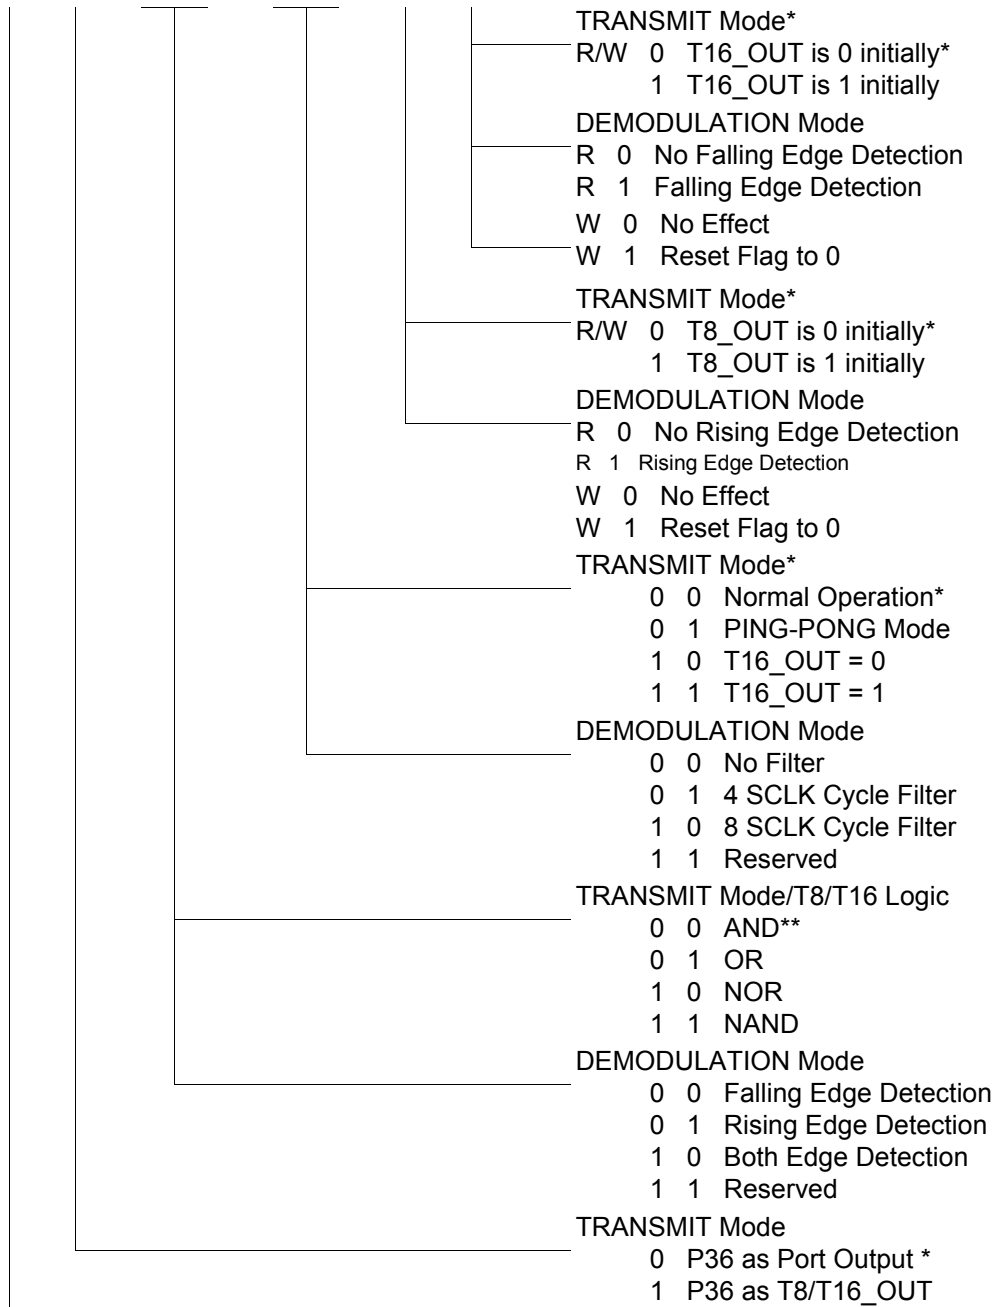 TRANSMIT Mode*
R/W 0 T16_OUT is 0 initially*
1 T16_OUT is 1 initially
DEMODULATION Mode
R 0 No Falling Edge Detection
R 1 Falling Edge Detection
W 0 No Effect
W 1 Reset Flag to 0
TRANSMIT Mode*
R/W 0 T8_OUT is 0 initially*
1 T8_OUT is 1 initially
DEMODULATION Mode
R 0 No Rising Edge Detection
R 1 Rising Edge Detection
W 0 No Effect
W 1 Reset Flag to 0
TRANSMIT Mode*
0 0 Normal Operation*
0 1 PING-PONG Mode
1 0 T16_OUT = 0
1 1 T16_OUT = 1
DEMODULATION Mode
0 0 No Filter
0 1 4 SCLK Cycle Filter
1 0 8 SCLK Cycle Filter
1 1 Reserved
TRANSMIT Mode/T8/T16 Logic
0 0 AND**
0 1 OR
1 0 NOR
1 1 NAND
DEMODULATION Mode
0 0 Falling Edge Detection
0 1 Rising Edge Detection
1 0 Both Edge Detection
1 1 Reserved
TRANSMIT Mode
0 P36 as Port Output *
1 P36 as T8/T16_OUT